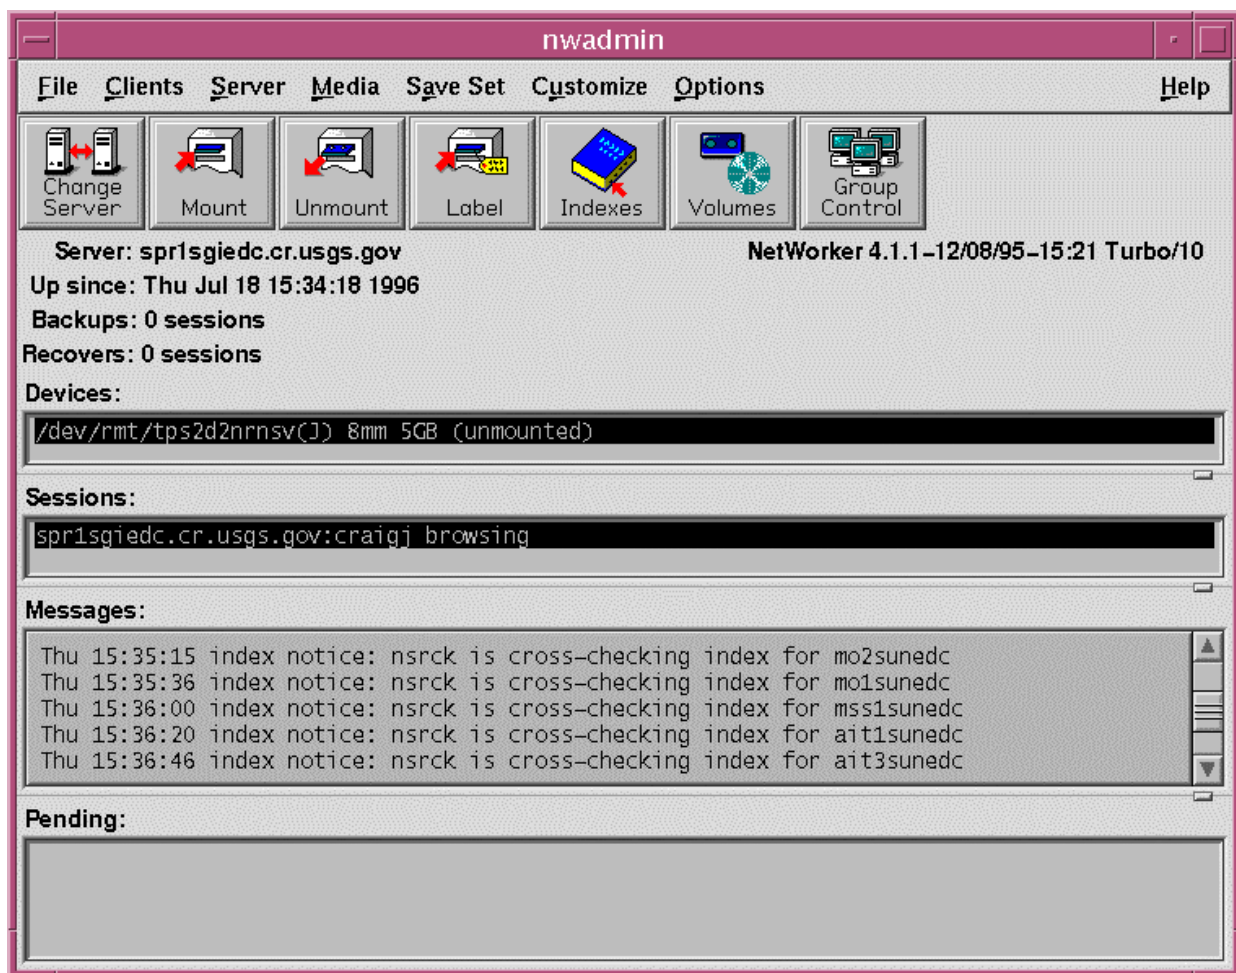 nwadmin
File Clients Server Media Save Set Customize Options Help
Change Server Mount Unmount Label Indexes Volumes Group Control
Server: spr1sgiedc.cr.usgs.gov NetWorker 4.1.1-12/08/95-15:21 Turbo/10
Up since: Thu Jul 18 15:34:18 1996
Backups: 0 sessions
Recovers: 0 sessions
Devices:
/dev/rmt/tps2d2nrnsv(J) 8mm 5GB (unmounted)
Sessions:
spr1sgiedc.cr.usgs.gov:craigj browsing
Messages:
Thu 15:35:15 index notice: nsrck is cross-checking index for mo2sunedc
Thu 15:35:36 index notice: nsrck is cross-checking index for mo1sunedc
Thu 15:36:00 index notice: nsrck is cross-checking index for mss1sunedc
Thu 15:36:20 index notice: nsrck is cross-checking index for ait1sunedc
Thu 15:36:46 index notice: nsrck is cross-checking index for ait3sunedc
Pending: